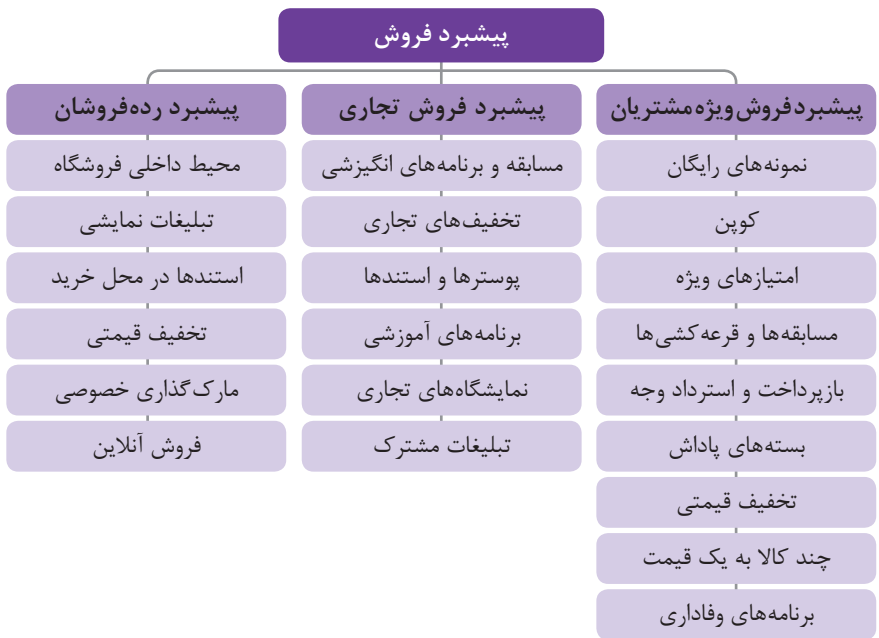 پیشبرد فروش
پیشبردفروش‌ویژه‌مشتریان
نمونه‌های رایگان
کوپن
امتیازهای ویژه
مسابقه‌ها و قرعه‌کشی‌ها
بازپرداخت و استرداد وجه
بسته‌های پاداش
تخفیف قیمتی
چند کالا به یک قیمت
برنامه‌های وفاداری
پیشبرد فروش تجاری
مسابقه و برنامه‌های انگیزشی
تخفیف‌های تجاری
پوسترها و استندها
برنامه‌های آموزشی
نمایشگاه‌های تجاری
تبلیغات مشترک
پیشبرد رده‌فروشان
محیط داخلی فروشگاه
تبلیغات نمایشی
استندها در محل خرید
تخفیف قیمتی
مارک‌گذاری خصوصی
فروش آنلاین